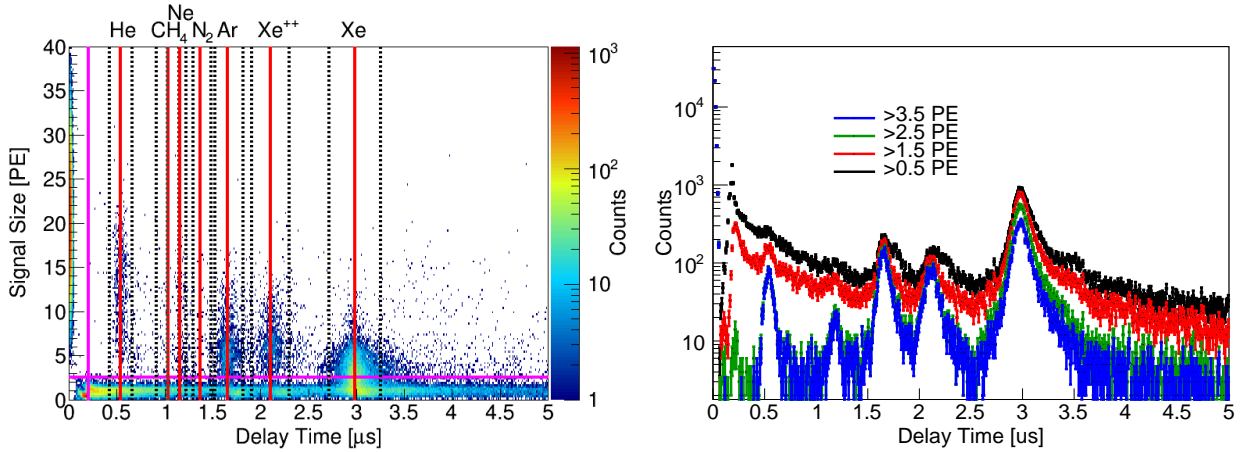 Ne
He CH4 N2 Ar Xe++ Xe
Signal Size [PE]
40
35
30
25
20
15
10
5
0
0 0.5 1 1.5 2 2.5 3 3.5 4 4.5 5
Delay Time [μs]
10³
10²
10
1
Counts
Counts
10⁴
10³
10²
10
>3.5 PE
>2.5 PE
>1.5 PE
>0.5 PE
0 0.5 1 1.5 2 2.5 3 3.5 4 4.5 5
Delay Time [us]